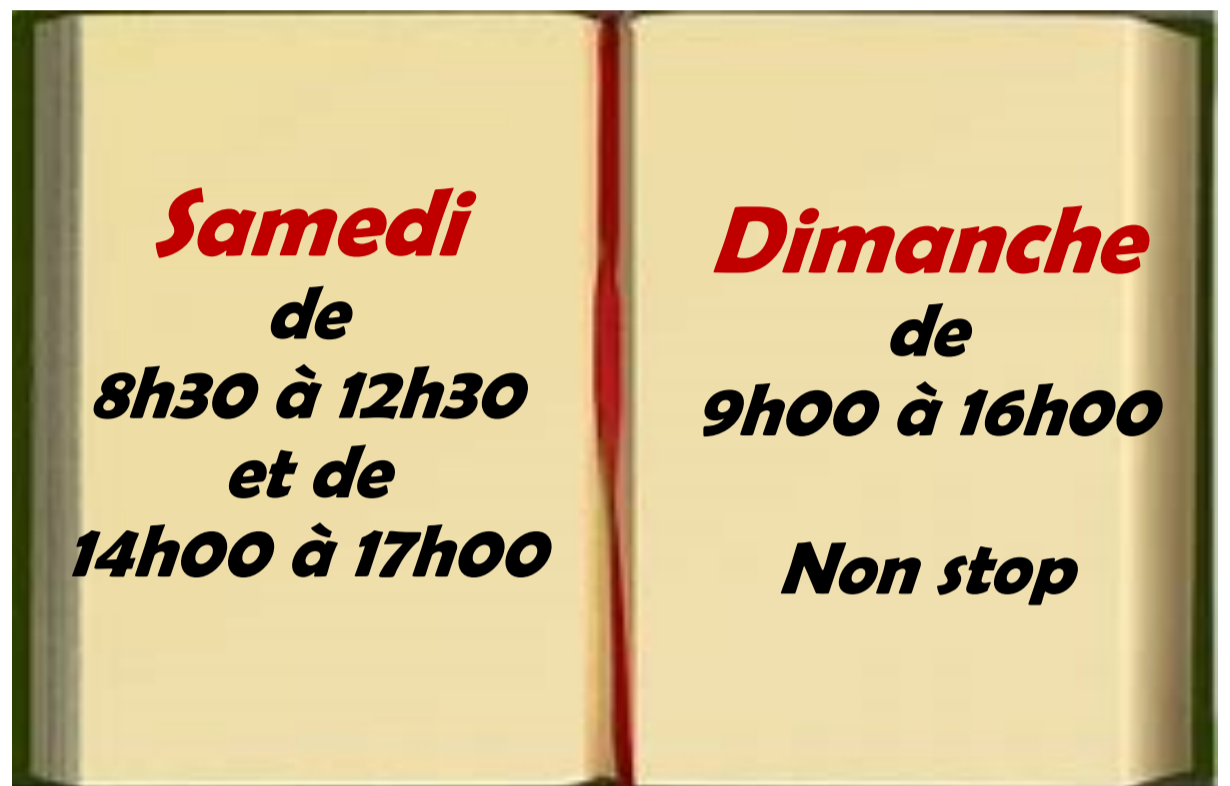 Samedi
de
8h30 à 12h30
et de
14h00 à 17h00
Dimanche
de
9h00 à 16h00
Non stop